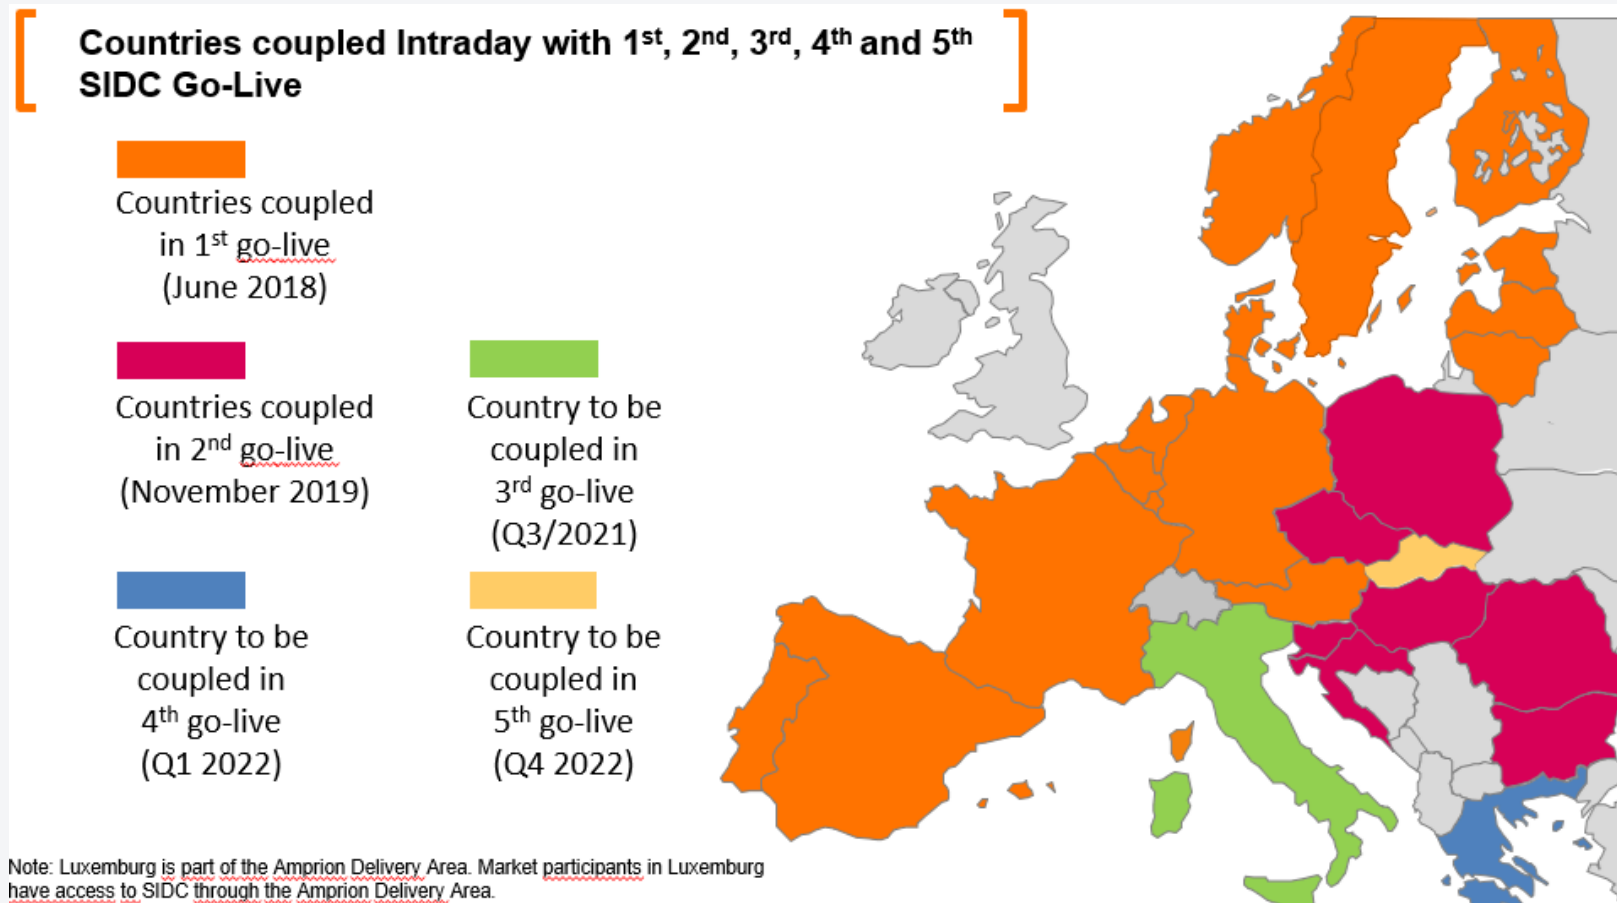 Countries coupled Intraday with 1st, 2nd, 3rd, 4th and 5th
SIDC Go-Live
Countries coupled
in 1st go-live
(June 2018)
Countries coupled
in 2nd go-live
(November 2019)
Country to be
coupled in
3rd go-live
(Q3/2021)
Country to be
coupled in
4th go-live
(Q1 2022)
Country to be
coupled in
5th go-live
(Q4 2022)
Note: Luxemburg is part of the Amprion Delivery Area. Market participants in Luxemburg
have access to SIDC through the Amprion Delivery Area.